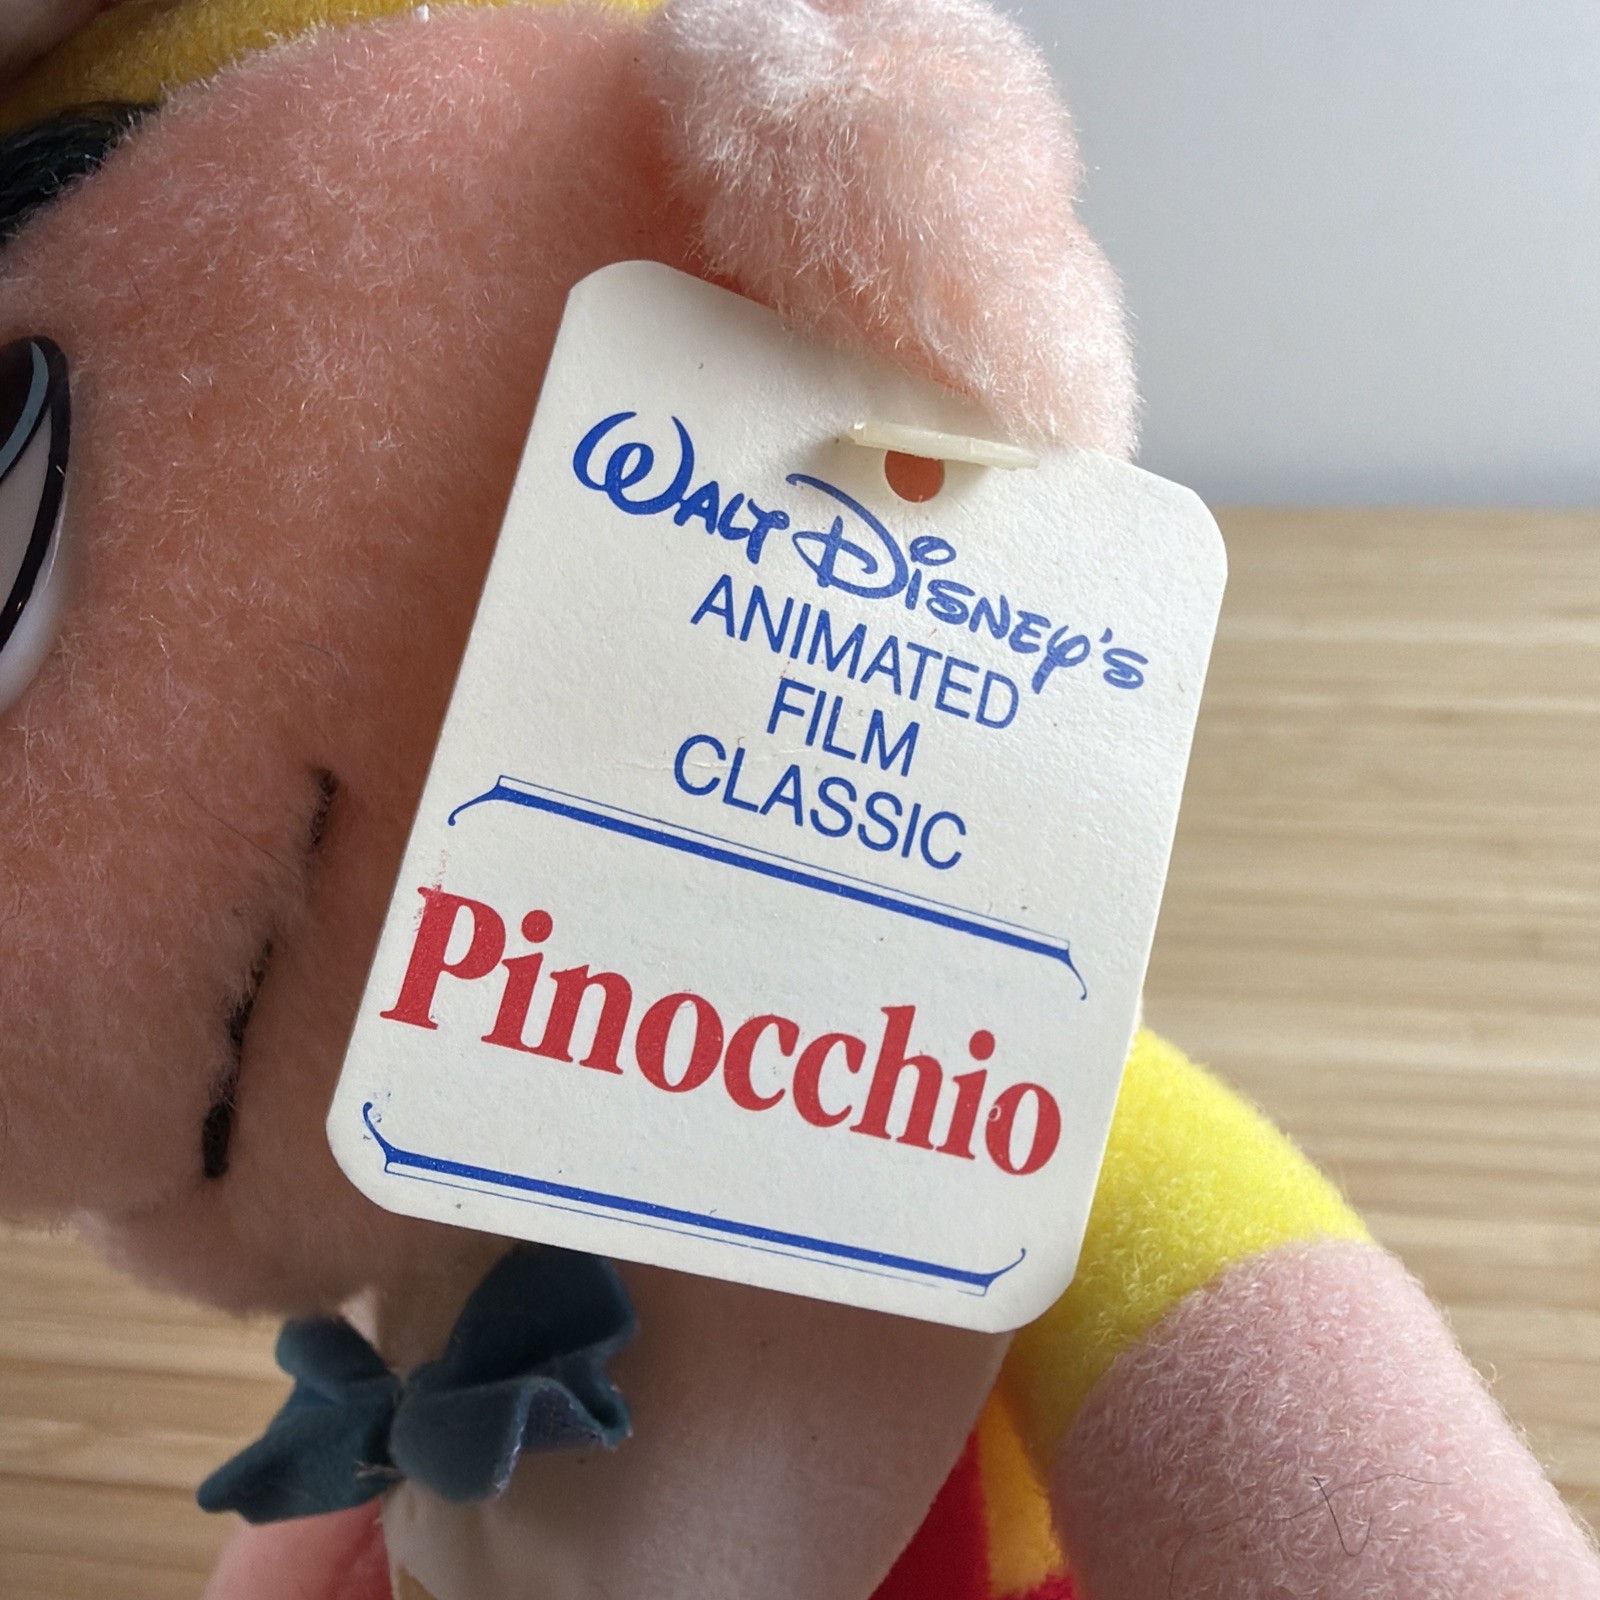 WALT DISNEY'S
ANIMATED
FILM
CLASSIC
Pinocchio